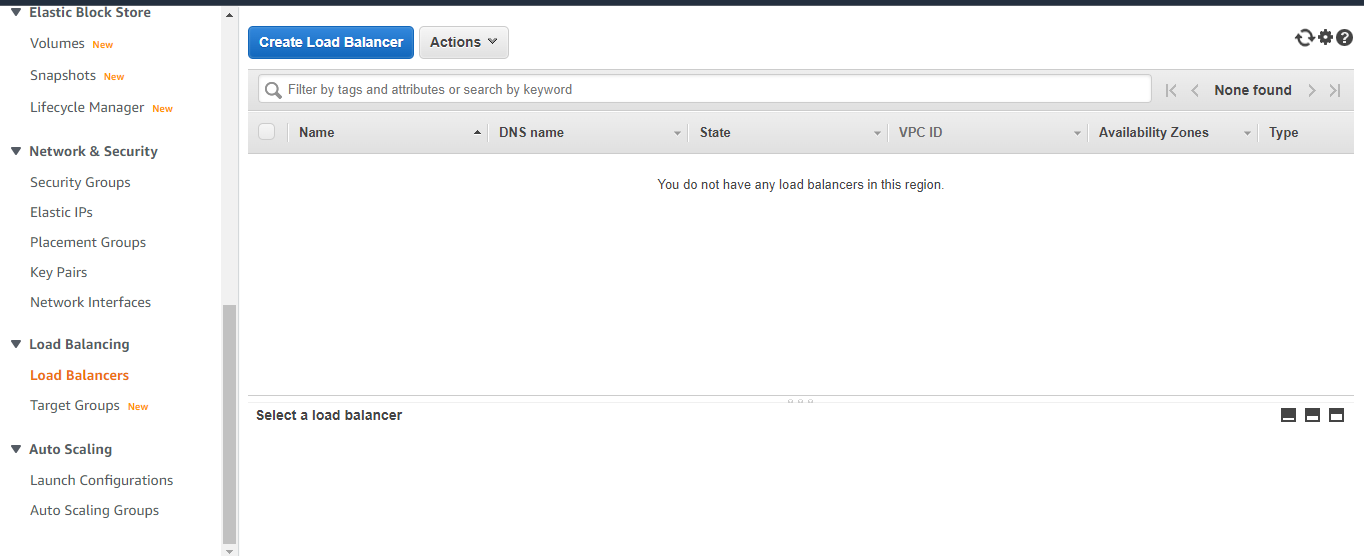 Elastic Block Store
Volumes New
Snapshots New
Lifecycle Manager New
Network & Security
Security Groups
Elastic IPs
Placement Groups
Key Pairs
Network Interfaces
Load Balancing
Load Balancers
Target Groups New
Auto Scaling
Launch Configurations
Auto Scaling Groups
Create Load Balancer Actions
Filter by tags and attributes or search by keyword None found
Name DNS name State VPC ID Availability Zones Type
You do not have any load balancers in this region.
Select a load balancer